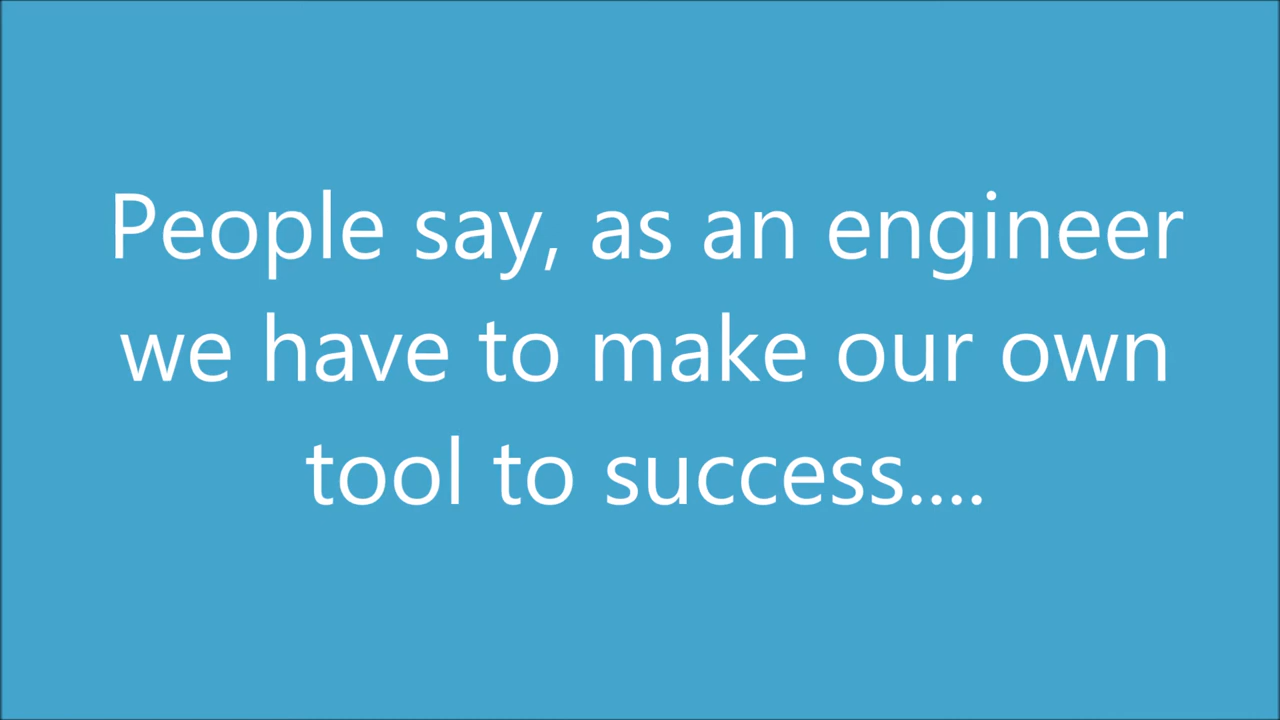 People say, as an engineer
we have to make our own
tool to success....